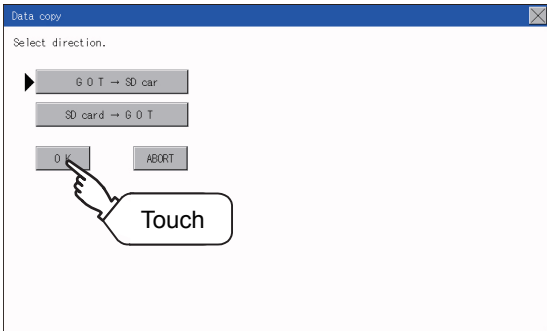 Data copy
Select direction.
G O T → SD car
SD card → G O T
O K
ABORT
Touch